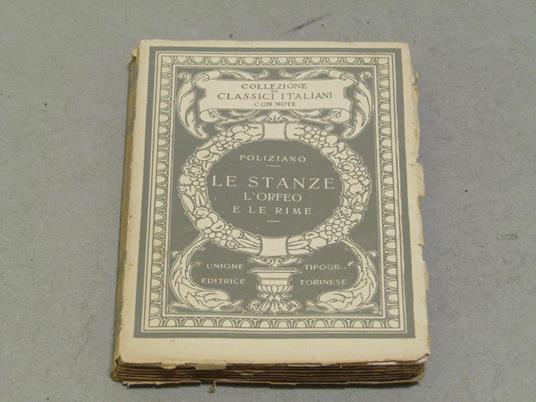 COLLEZIONE
DI
CLASSICI ITALIANI
CON NOTE
POLIZIANO
LE STANZE
L'ORFEO
E LE RIME
UNIONE TIPOGR.
EDITRICE TORINESE